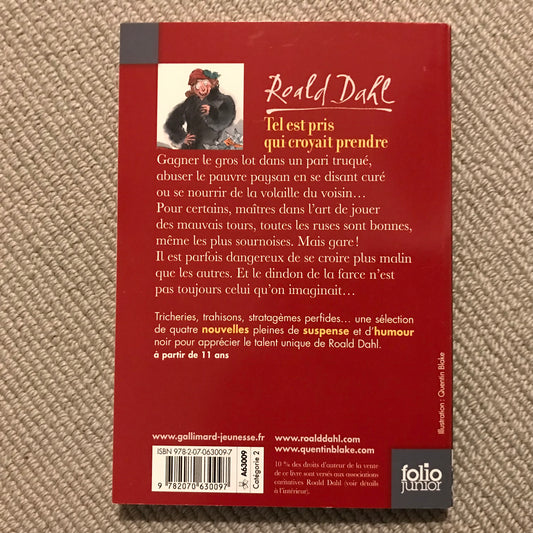 Roald Dahl
Tel est pris
qui croyait prendre
Gagner le gros lot dans un pari truqué,
abuser le pauvre paysan en se disant curé
ou se nourrir de la volaille du voisin…
Pour certains, maîtres dans l'art de jouer
des mauvais tours, toutes les ruses sont bonnes,
même les plus sournoises. Mais gare !
Il est parfois dangereux de se croire plus malin
que les autres. Et le dindon de la farce n'est
pas toujours celui qu'on imaginait…
Tricheries, trahisons, stratagèmes perfides… une sélection
de quatre nouvelles pleines de suspense et d'humour
noir pour apprécier le talent unique de Roald Dahl.
à partir de 11 ans
Illustration : Quentin Blake
www.gallimard-jeunesse.fr
www.roalddahl.com
www.quentinblake.com
ISBN 978-2-07-063009-7
9 782070 630097
A63009
Catégorie 2
10 % des droits d'auteur de la vente
de ce livre sont versés aux associations
caritatives Roald Dahl (voir détails
à l'intérieur).
folio
junior